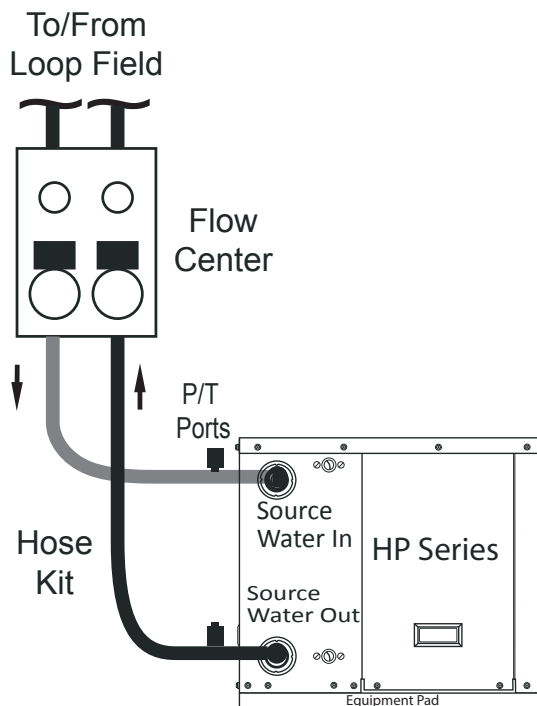 To/From
Loop Field
Flow
Center
P/T
Ports
Source
Water In
HP Series
Hose
Kit
Source
Water Out
Equipment Pad